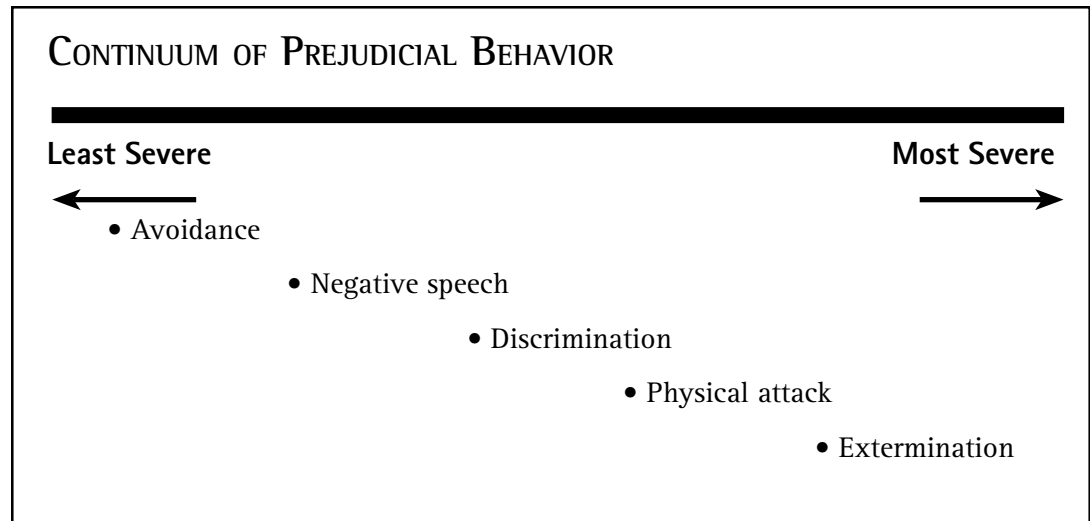 CONTINUUM OF PREJUDICIAL BEHAVIOR
Least Severe Most Severe
• Avoidance
• Negative speech
• Discrimination
• Physical attack
• Extermination